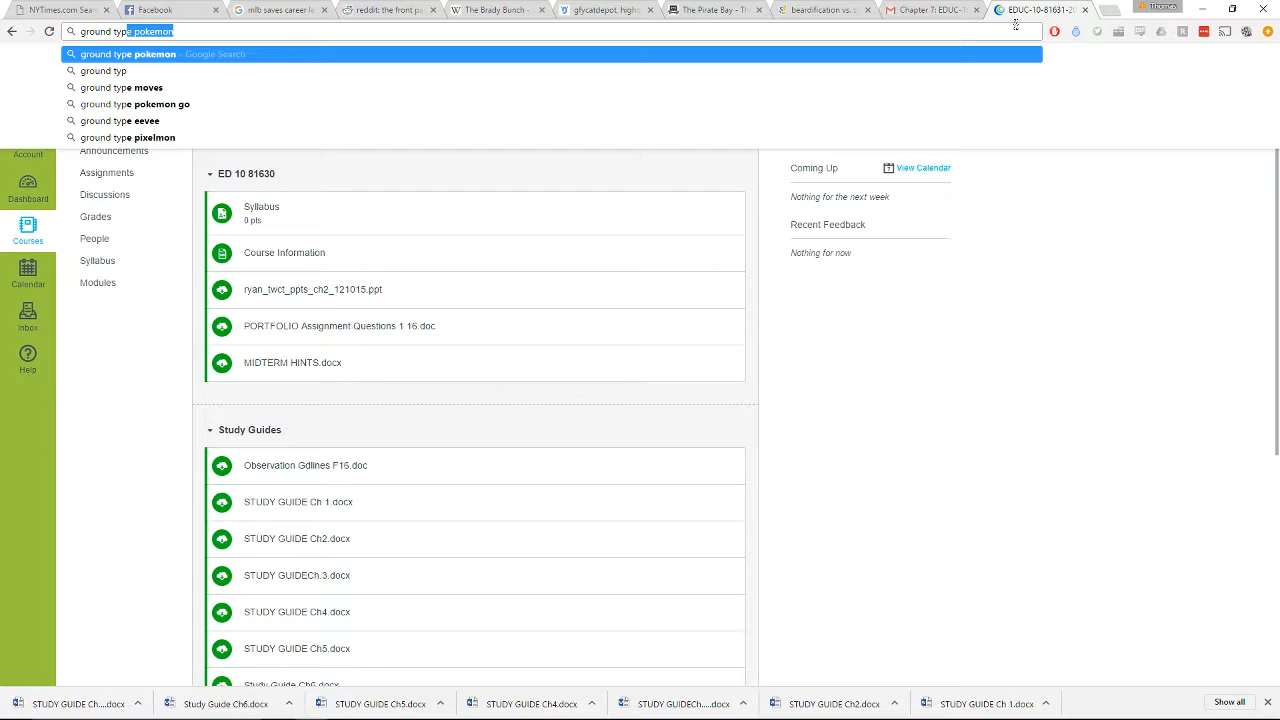 NYTimes.com Sear
Facebook
mlb saves career le
reddit: the front pa
The Brady Bunch -
glyfcatdepot, highle
The Pirate Bay - Th
beardification vs. i
Chapter 7: EDUC-1
EDUC-10-81631-20
ground type pokemon
ground type pokemon - Google Search
ground typ
ground type moves
ground type pokemon go
ground type eevee
ground type pixelmon
Account
Dashboard
Courses
Calendar
Inbox
Help
Announcements
Assignments
Discussions
Grades
People
Syllabus
Modules
ED 10 81630
Syllabus
0 pts
Course Information
ryan_twct_ppts_ch2_121015.ppt
PORTFOLIO Assignment Questions 1 16.doc
MIDTERM HINTS.docx
Study Guides
Observation Gdlines F16.doc
STUDY GUIDE Ch 1.docx
STUDY GUIDE Ch2.docx
STUDY GUIDECh.3.docx
STUDY GUIDE Ch4.docx
STUDY GUIDE Ch5.docx
Study Guide Ch6.docx
Coming Up
View Calendar
Nothing for the next week
Recent Feedback
Nothing for now
STUDY GUIDE Ch....docx
Study Guide Ch6.docx
STUDY GUIDE Ch5.docx
STUDY GUIDE Ch4.docx
STUDY GUIDECh....docx
STUDY GUIDE Ch2.docx
STUDY GUIDE Ch 1.docx
Show all